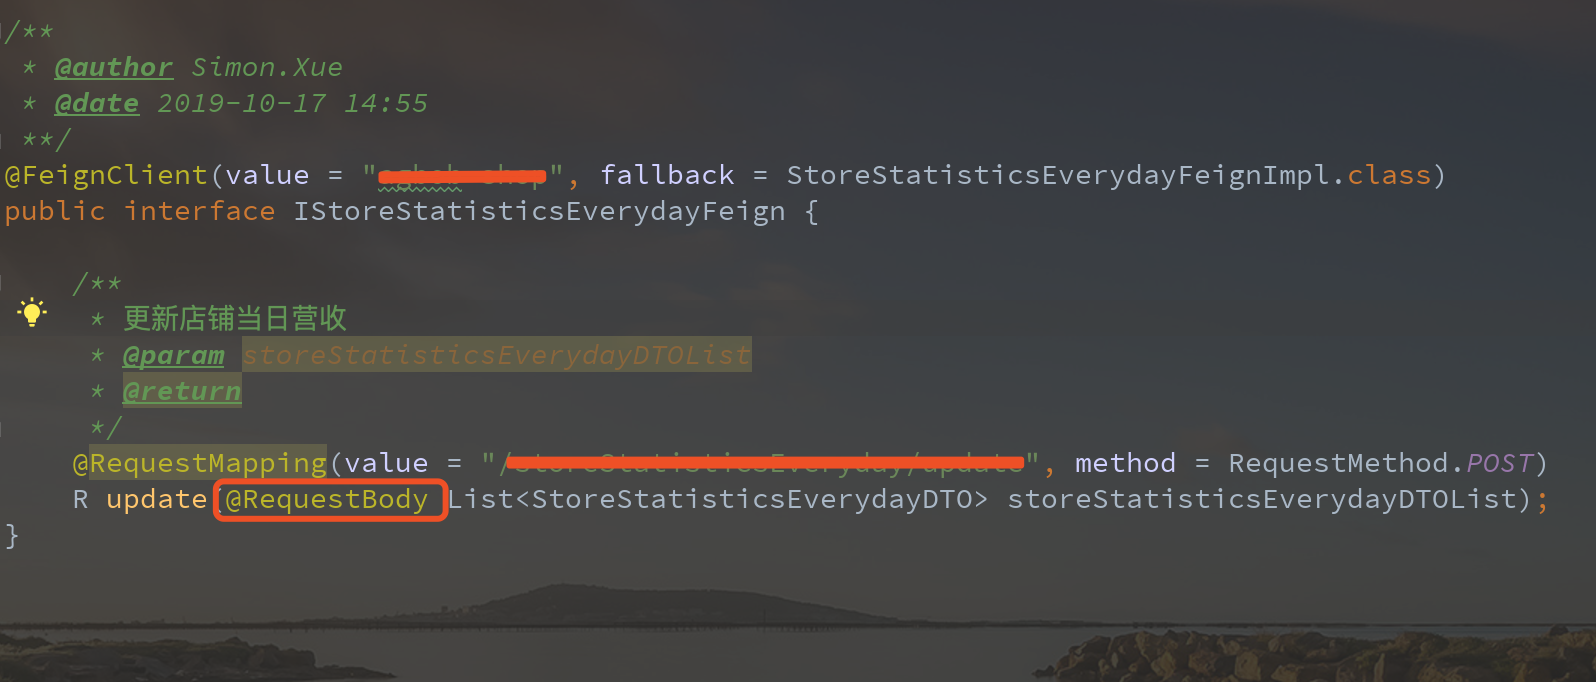 /**
* @author Simon.Xue
* @date 2019-10-17 14:55
**/
@FeignClient(value = "", fallback = StoreStatisticsEverydayFeignImpl.class)
public interface IStoreStatisticsEverydayFeign {
/**
* 更新店铺当日营收
* @param storeStatisticsEverydayDTOList
* @return
*/
@RequestMapping(value = "/", method = RequestMethod.POST)
R update(@RequestBody List<StoreStatisticsEverydayDTO> storeStatisticsEverydayDTOList);
}